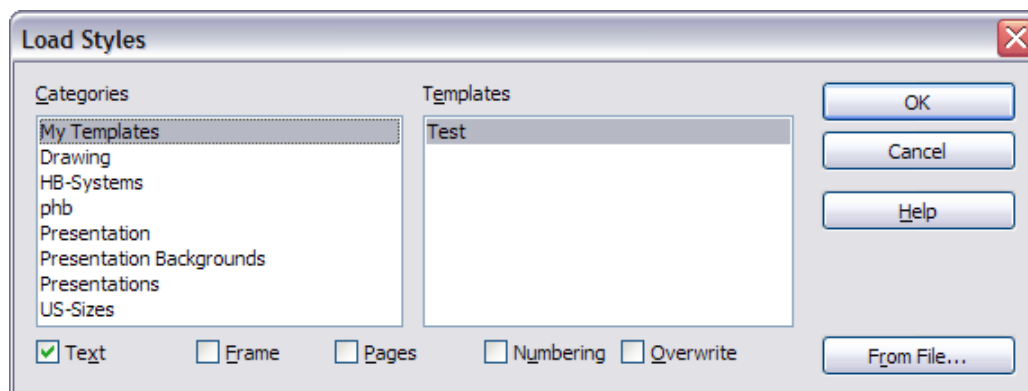 Load Styles
Categories
Templates
My Templates
Drawing
HB-Systems
phb
Presentation
Presentation Backgrounds
Presentations
US-Sizes
Test
OK
Cancel
Help
Text Frame Pages Numbering Overwrite
From File...